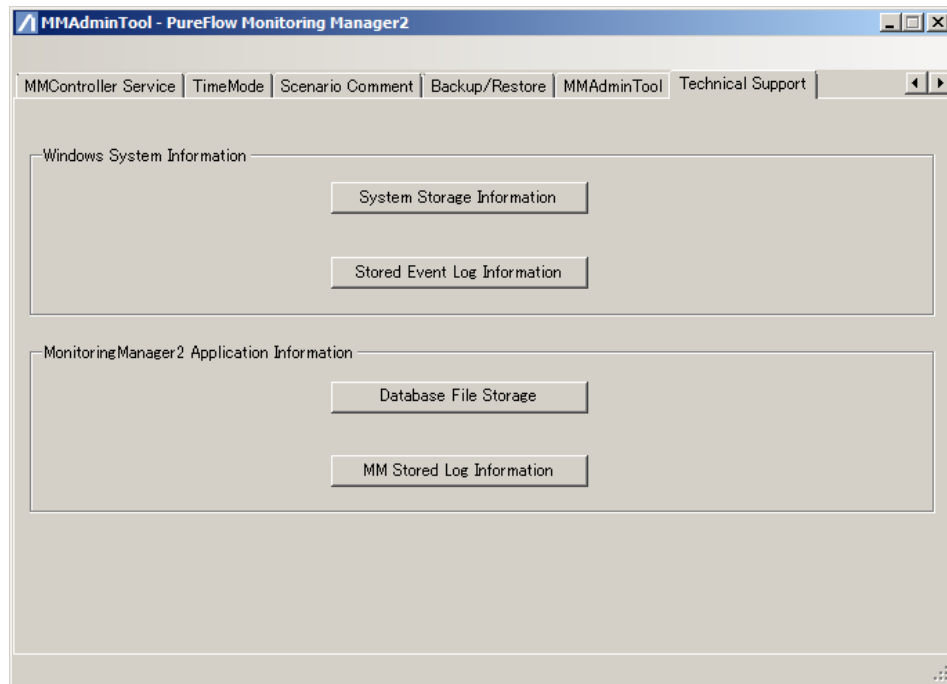 MMAdminTool - PureFlow Monitoring Manager2
MMController Service TimeMode Scenario Comment Backup/Restore MMAdminTool Technical Support
Windows System Information
System Storage Information
Stored Event Log Information
MonitoringManager2 Application Information
Database File Storage
MM Stored Log Information